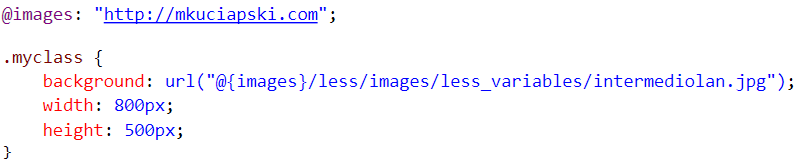 @images: "http://mkuciapski.com";
.myclass {
    background: url("@{images}/less/images/less_variables/intermediolan.jpg");
    width: 800px;
    height: 500px;
}